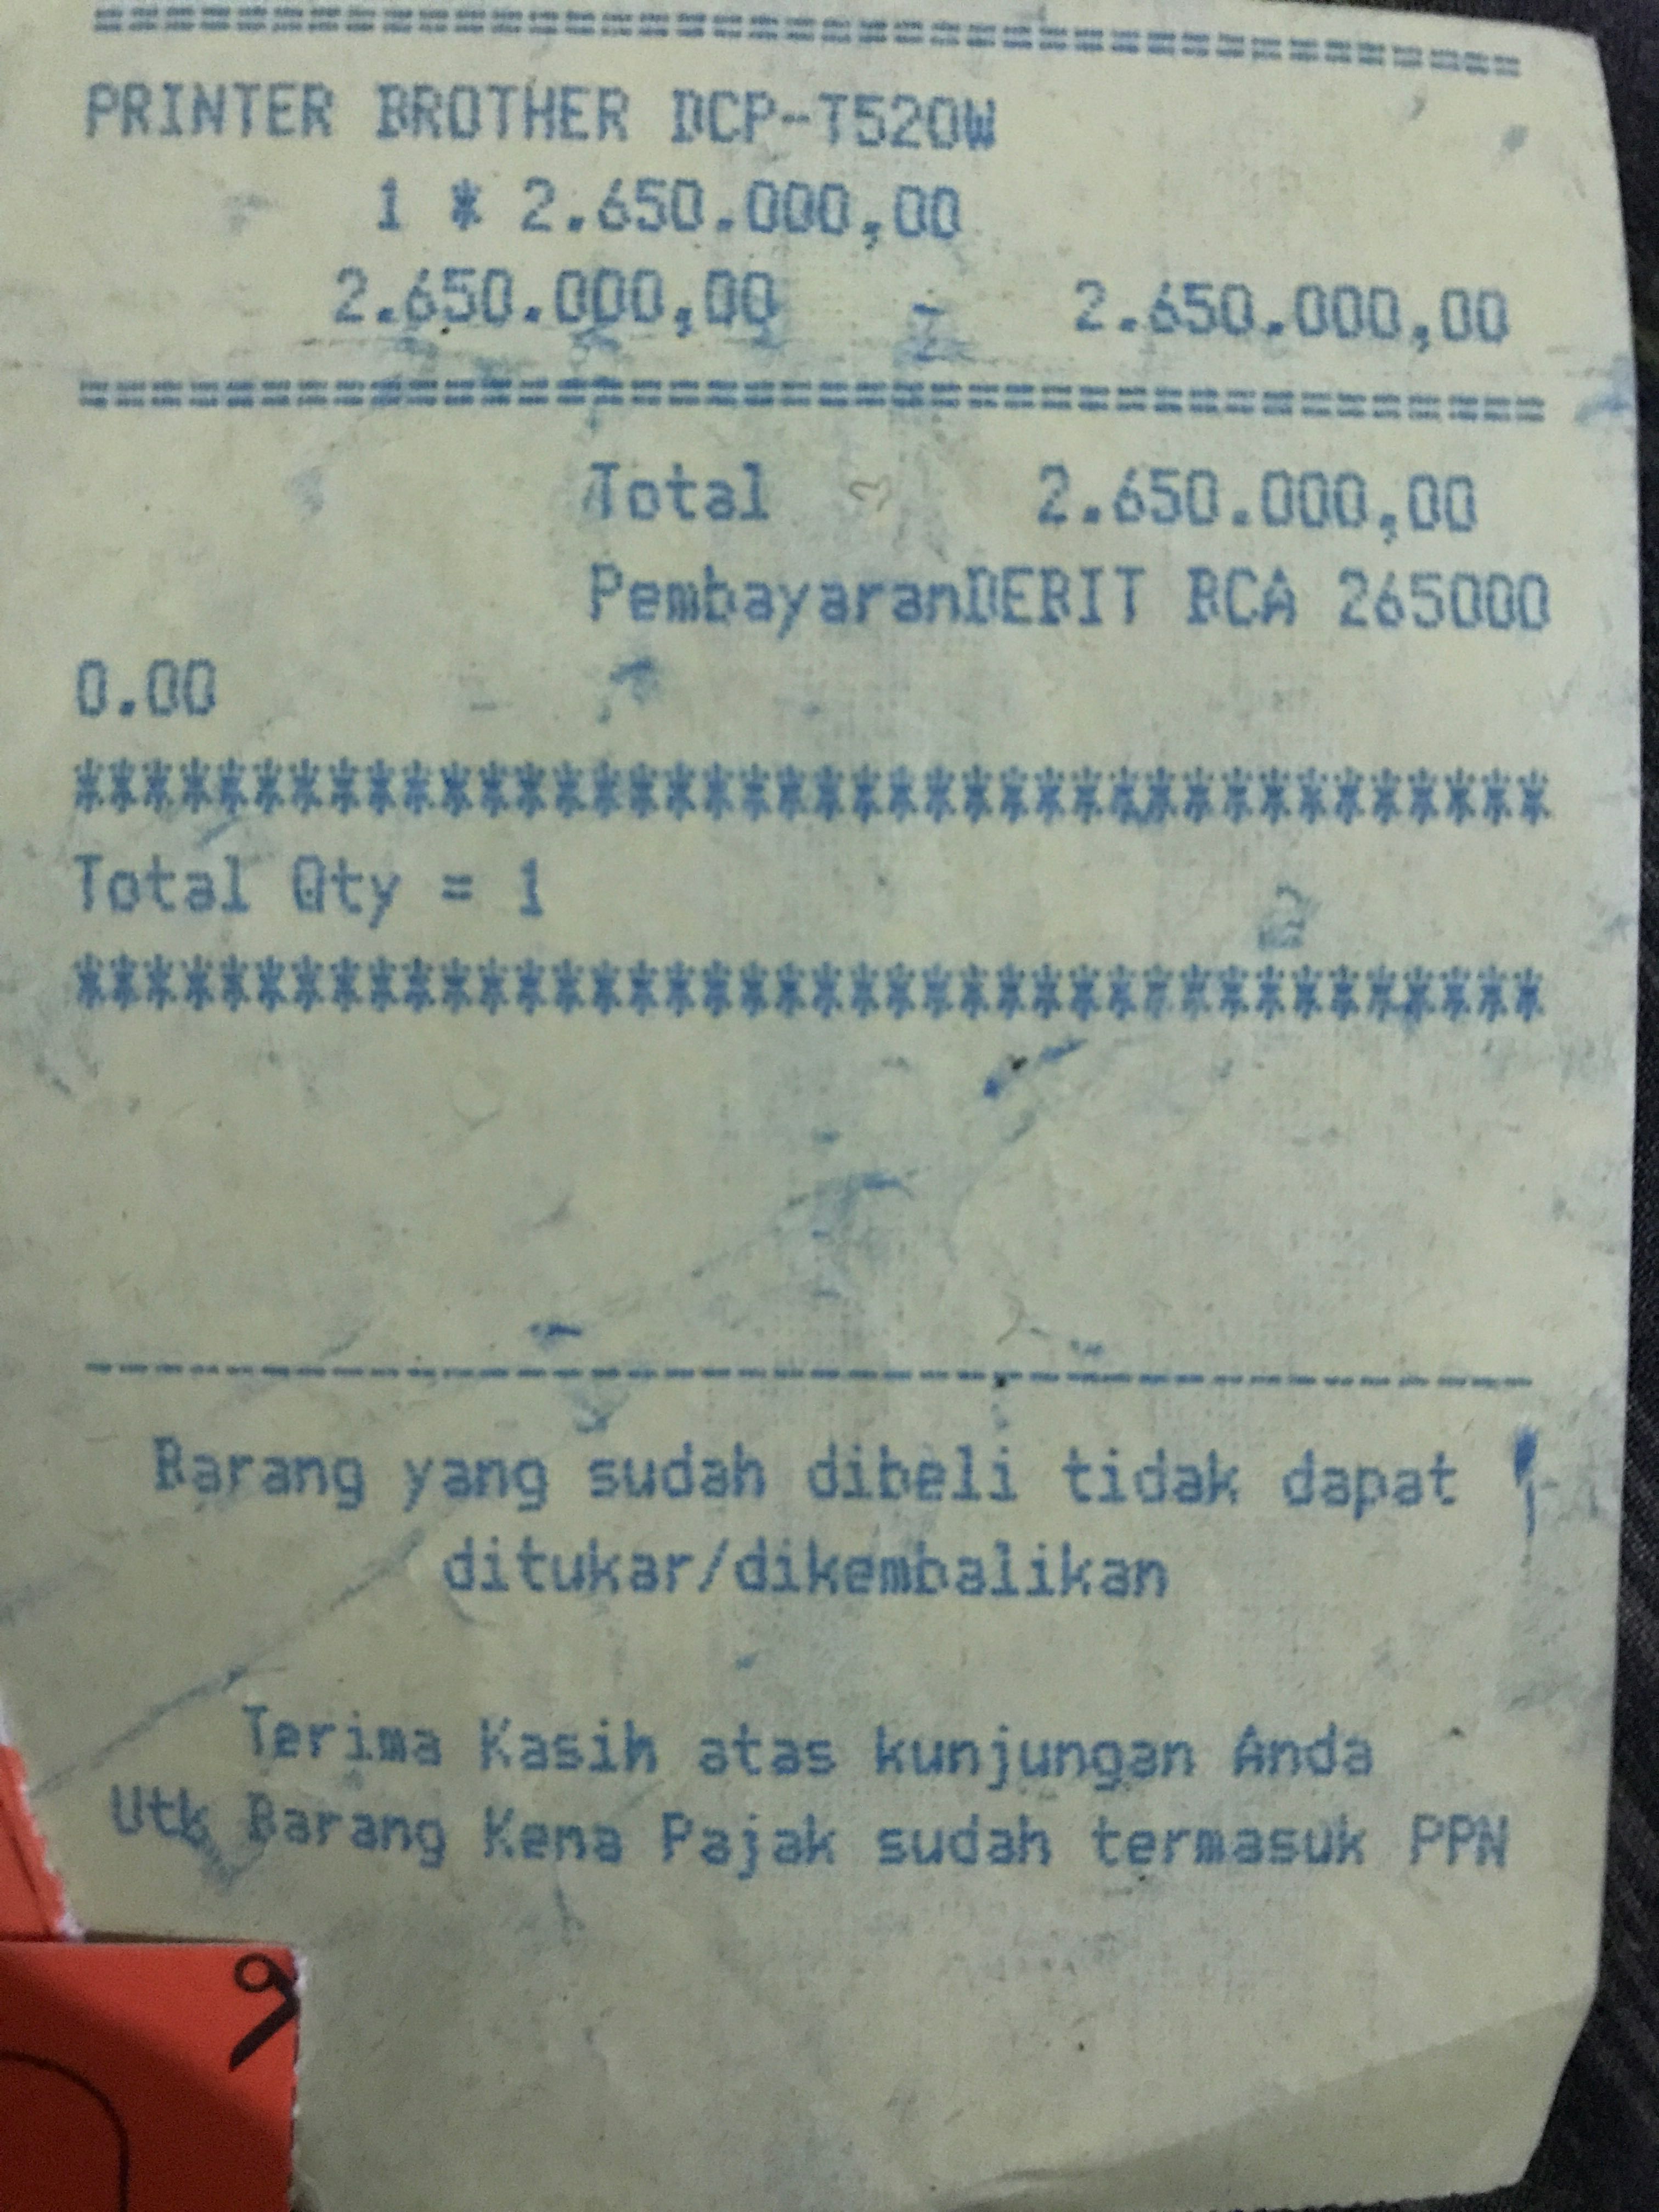 ========================================
PRINTER BROTHER DCP-T520W
1 * 2.650.000,00
2.650.000,00 - 2.650.000,00
========================================
Total 2.650.000,00
PembayaranDEBIT BCA 265000
0.00
****************************************
Total Qty = 1
****************************************
----------------------------------------
Barang yang sudah dibeli tidak dapat
ditukar/dikembalikan
Terima Kasih atas kunjungan Anda
Utk Barang Kena Pajak sudah termasuk PPN